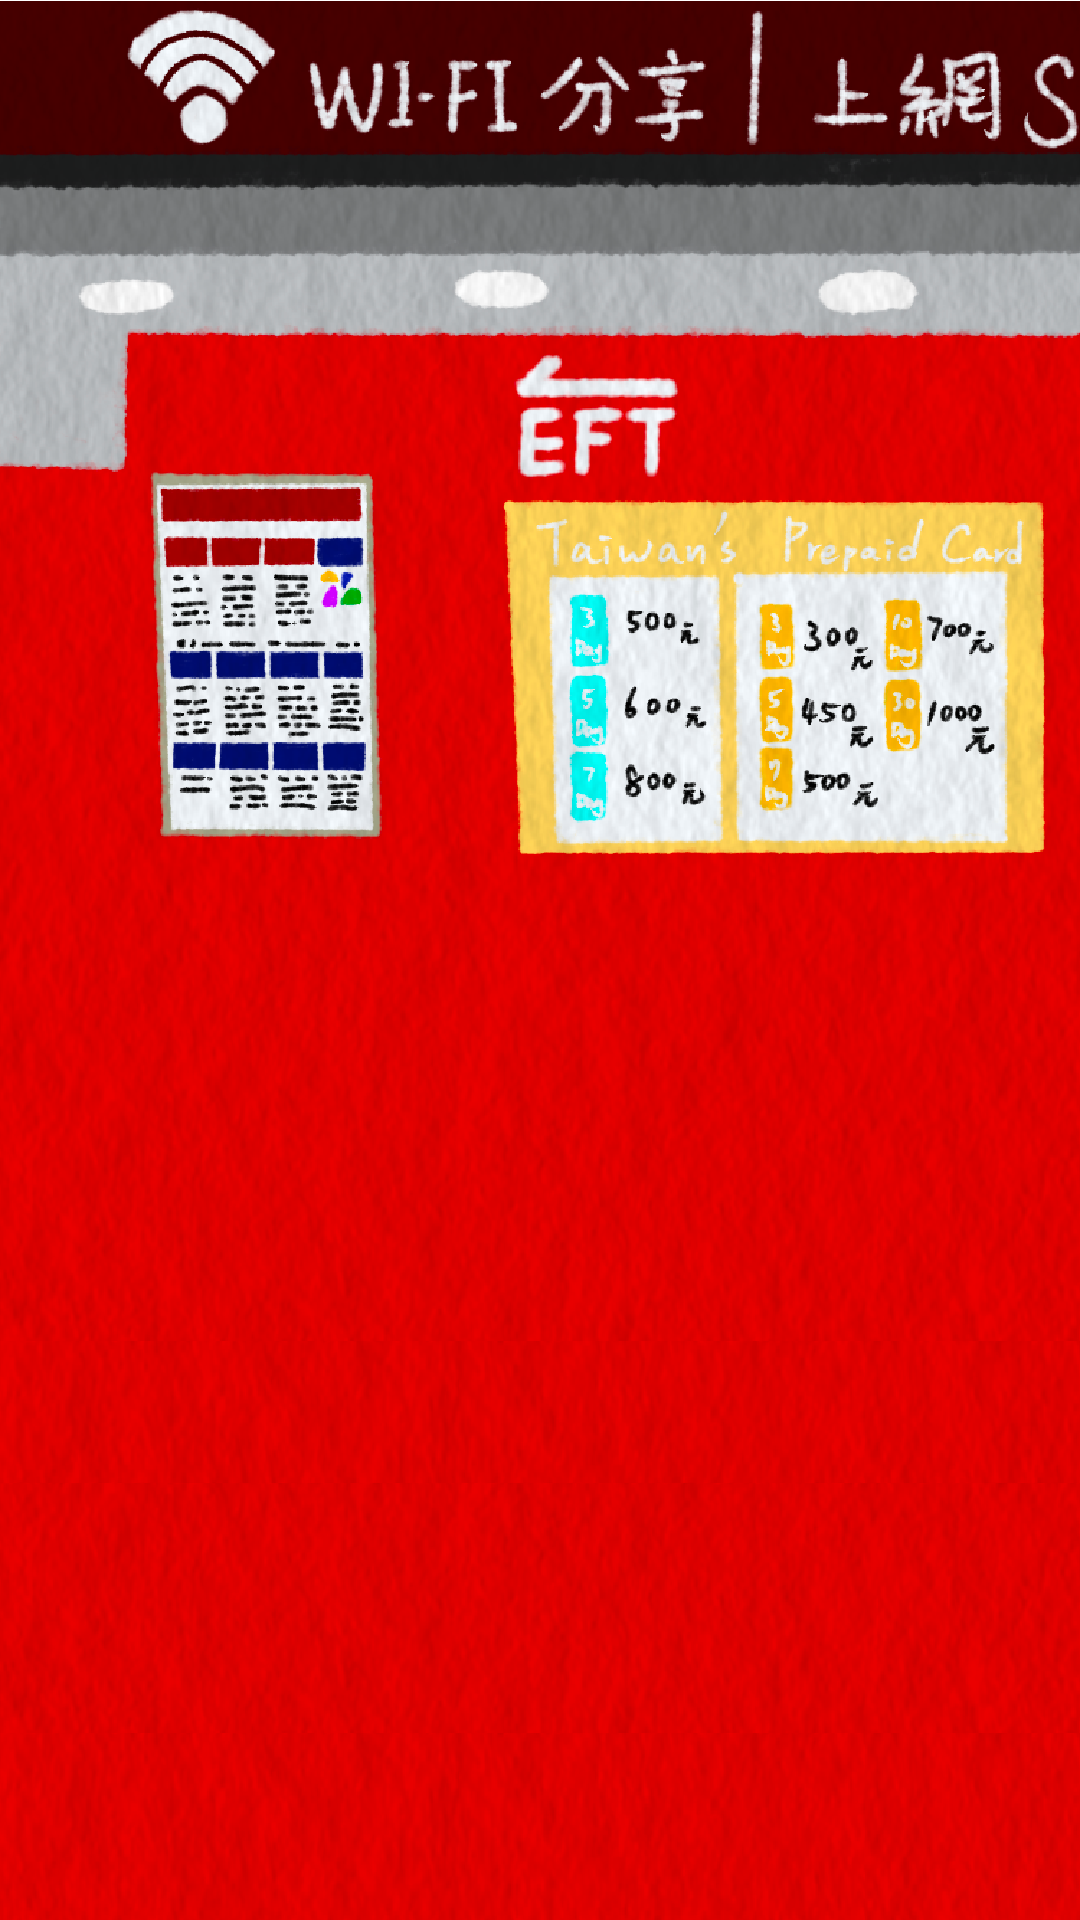 WI-FI 分享 | 上網 S
EFT
Taiwan's Prepaid Card
3 Day 500元
5 Day 600元
7 Day 800元
3 Day 300元
5 Day 450元
7 Day 500元
10 Day 700元
30 Day 1000元